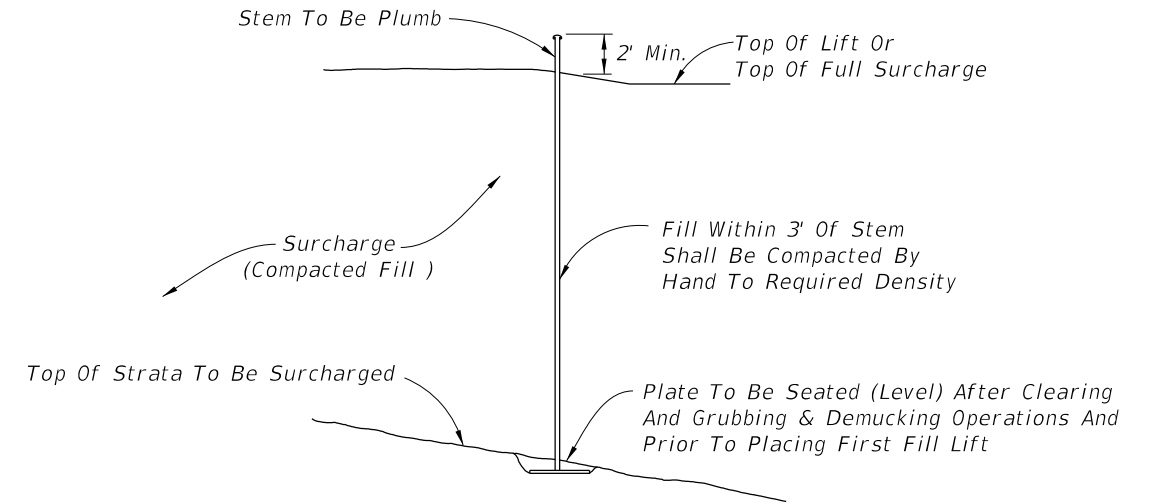 Stem To Be Plumb
2' Min.
Top Of Lift Or
Top Of Full Surcharge
Surcharge
(Compacted Fill )
Fill Within 3' Of Stem
Shall Be Compacted By
Hand To Required Density
Top Of Strata To Be Surcharged
Plate To Be Seated (Level) After Clearing
And Grubbing & Demucking Operations And
Prior To Placing First Fill Lift